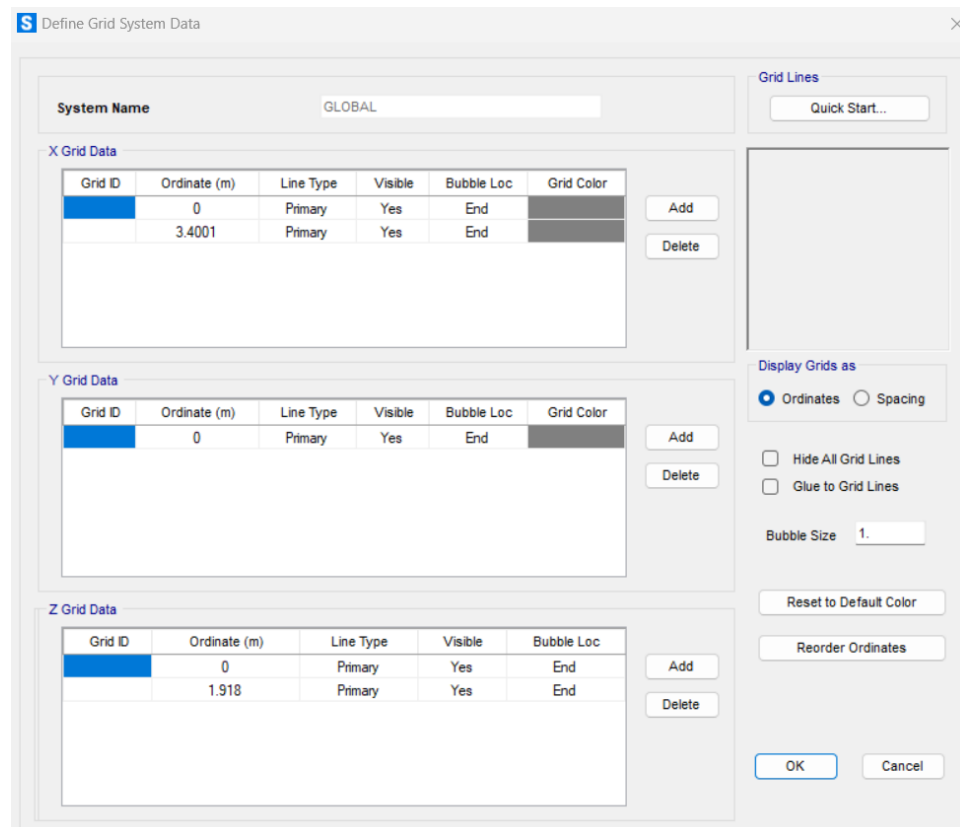 S Define Grid System Data
System Name GLOBAL
Grid Lines
Quick Start...
X Grid Data
Grid ID Ordinate (m) Line Type Visible Bubble Loc Grid Color
0 Primary Yes End
3.4001 Primary Yes End
Add
Delete
Y Grid Data
Grid ID Ordinate (m) Line Type Visible Bubble Loc Grid Color
0 Primary Yes End
Add
Delete
Z Grid Data
Grid ID Ordinate (m) Line Type Visible Bubble Loc
0 Primary Yes End
1.918 Primary Yes End
Add
Delete
Display Grids as
Ordinates Spacing
Hide All Grid Lines
Glue to Grid Lines
Bubble Size 1.
Reset to Default Color
Reorder Ordinates
OK Cancel